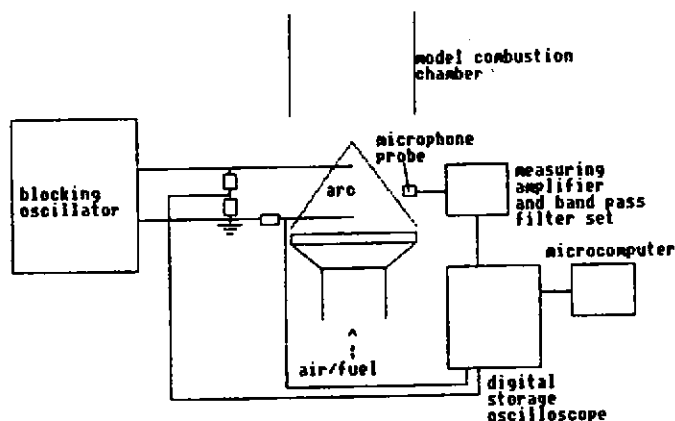 model combustion
chamber
microphone
probe
blocking
oscillator
arc
measuring
amplifier
and band pass
filter set
microcomputer
air/fuel
digital
storage
oscilloscope